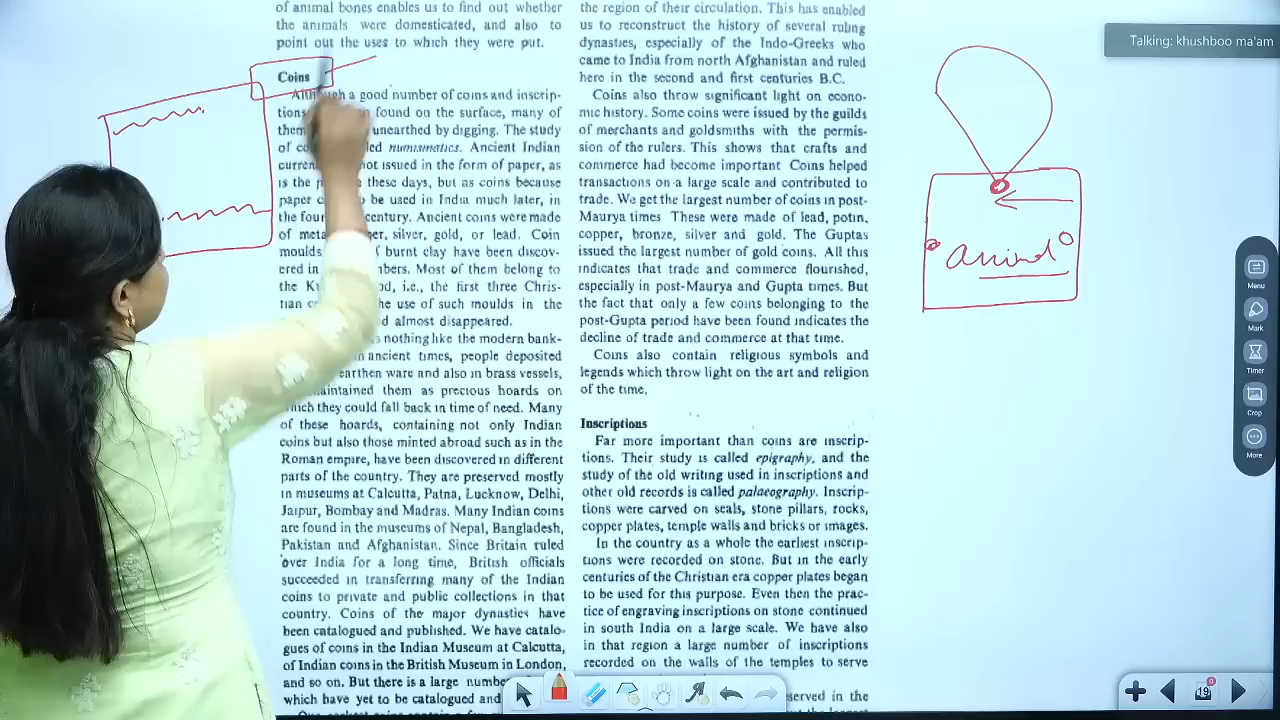 of animal bones enables us to find out whether
the animals were domesticated, and also to
point out the uses to which they were put.
Coins
Although a good number of coins and inscrip-
tions found on the surface, many of
them unearthed by digging. The study
of led numismatics. Ancient Indian
not issued in the form of paper, as
is the these days, but as coins because
paper be used in India much later, in
the century. Ancient coins were made
of silver, gold, or lead. Coin
moulds burnt clay have been discov-
ered in Most of them belong to
the i.e., the first three Chris-
tian the use of such moulds in the
almost disappeared.
nothing like the modern bank-
ancient times, people deposited
earthen ware and also in brass vessels,
maintained them as precious hoards on
which they could fall back in time of need. Many
of these hoards, containing not only Indian
coins but also those minted abroad such as in the
Roman empire, have been discovered in different
parts of the country. They are preserved mostly
in museums at Calcutta, Patna, Lucknow, Delhi,
Jaipur, Bombay and Madras. Many Indian coins
are found in the museums of Nepal, Bangladesh,
Pakistan and Afghanistan. Since Britain ruled
over India for a long time, British officials
succeeded in transferring many of the Indian
coins to private and public collections in that
country. Coins of the major dynasties have
been catalogued and published. We have catalo-
gues of coins in the Indian Museum at Calcutta,
of Indian coins in the British Museum in London,
and so on. But there is a large
which have yet to be catalogued and
the region of their circulation. This has enabled
us to reconstruct the history of several ruling
dynasties, especially of the Indo-Greeks who
came to India from north Afghanistan and ruled
here in the second and first centuries B.C.
Coins also throw significant light on econo-
mic history. Some coins were issued by the guilds
of merchants and goldsmiths with the permis-
sion of the rulers. This shows that crafts and
commerce had become important Coins helped
transactions on a large scale and contributed to
trade. We get the largest number of coins in post-
Maurya times These were made of lead, potin,
copper, bronze, silver and gold. The Guptas
issued the largest number of gold coins. All this
indicates that trade and commerce flourished,
especially in post-Maurya and Gupta times. But
the fact that only a few coins belonging to the
post-Gupta period have been found indicates the
decline of trade and commerce at that time.
Coins also contain religious symbols and
legends which throw light on the art and religion
of the time.
Inscriptions
Far more important than coins are inscrip-
tions. Their study is called epigraphy, and the
study of the old writing used in inscriptions and
other old records is called palaeography. Inscrip-
tions were carved on seals, stone pillars, rocks,
copper plates, temple walls and bricks or images.
In the country as a whole the earliest inscrip-
tions were recorded on stone. But in the early
centuries of the Christian era copper plates began
to be used for this purpose. Even then the prac-
tice of engraving inscriptions on stone continued
in south India on a large scale. We have also
in that region a large number of inscriptions
recorded on the walls of the temples to serve
served in the
Talking: khushboo ma'am
Menu
Mark
Timer
Crop
More
19